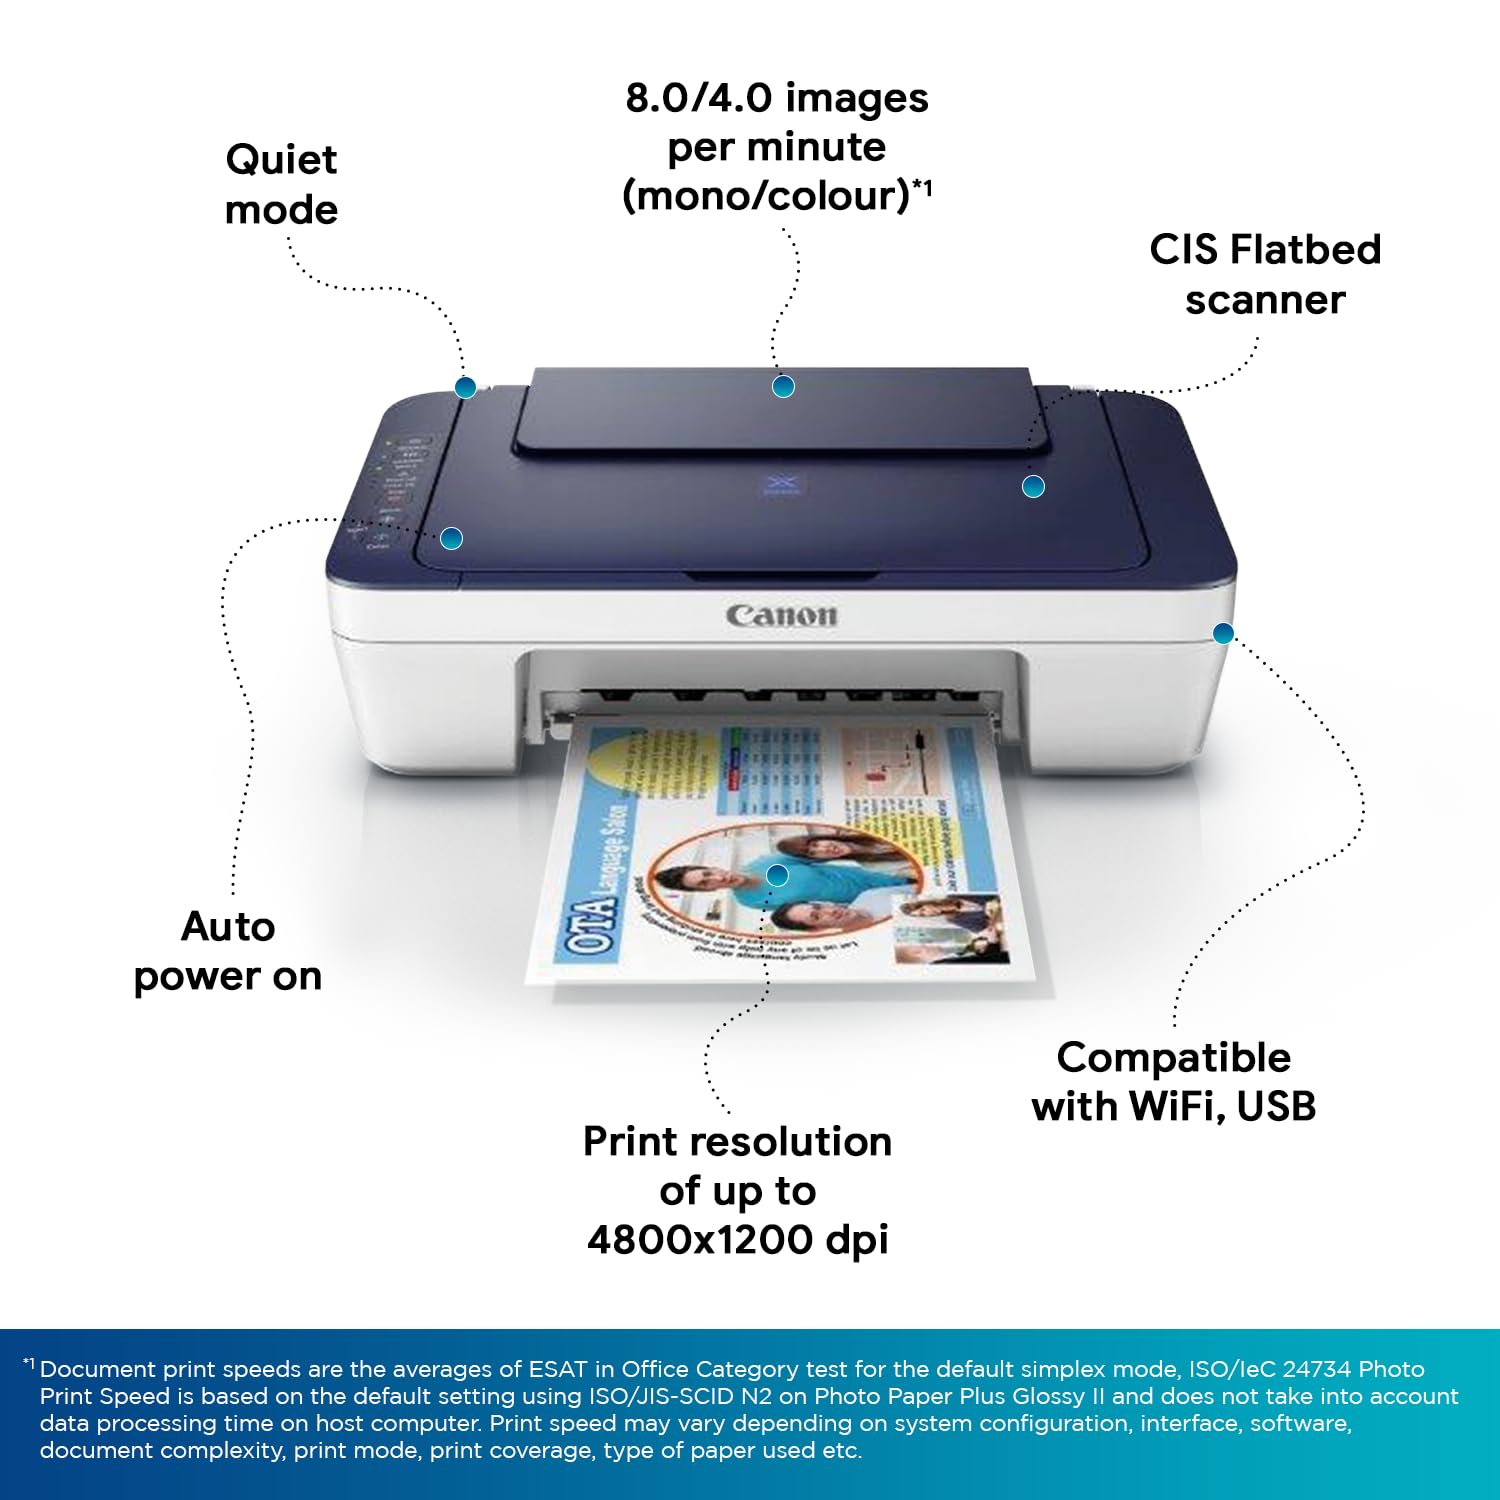 8.0/4.0 images
per minute
(mono/colour)*1
Quiet
mode
CIS Flatbed
scanner
Canon
OTA Language Salon
Auto
power on
Compatible
with WiFi, USB
Print resolution
of up to
4800x1200 dpi
*1 Document print speeds are the averages of ESAT in Office Category test for the default simplex mode, ISO/IeC 24734 Photo
Print Speed is based on the default setting using ISO/JIS-SCID N2 on Photo Paper Plus Glossy II and does not take into account
data processing time on host computer. Print speed may vary depending on system configuration, interface, software,
document complexity, print mode, print coverage, type of paper used etc.